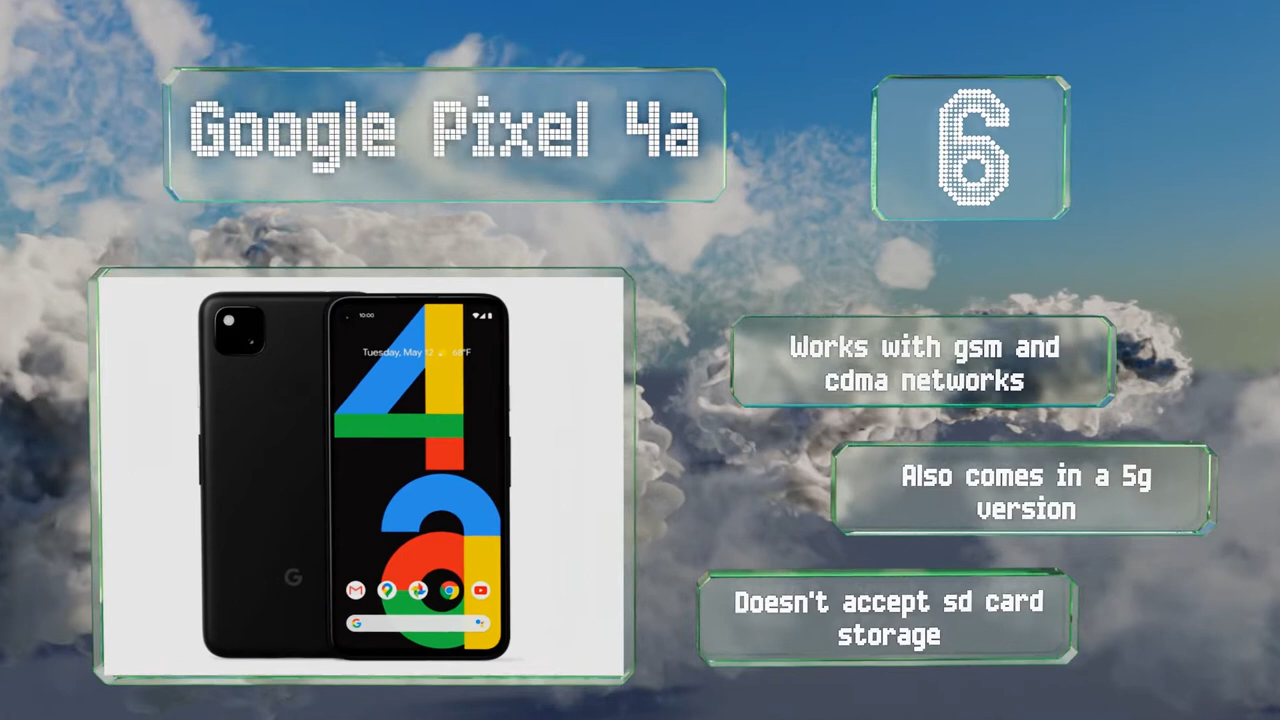 Google Pixel 4a
6
Works with gsm and
cdma networks
Also comes in a 5g
version
Doesn't accept sd card
storage
10:00
Tuesday, May 12 68°F
4a
G